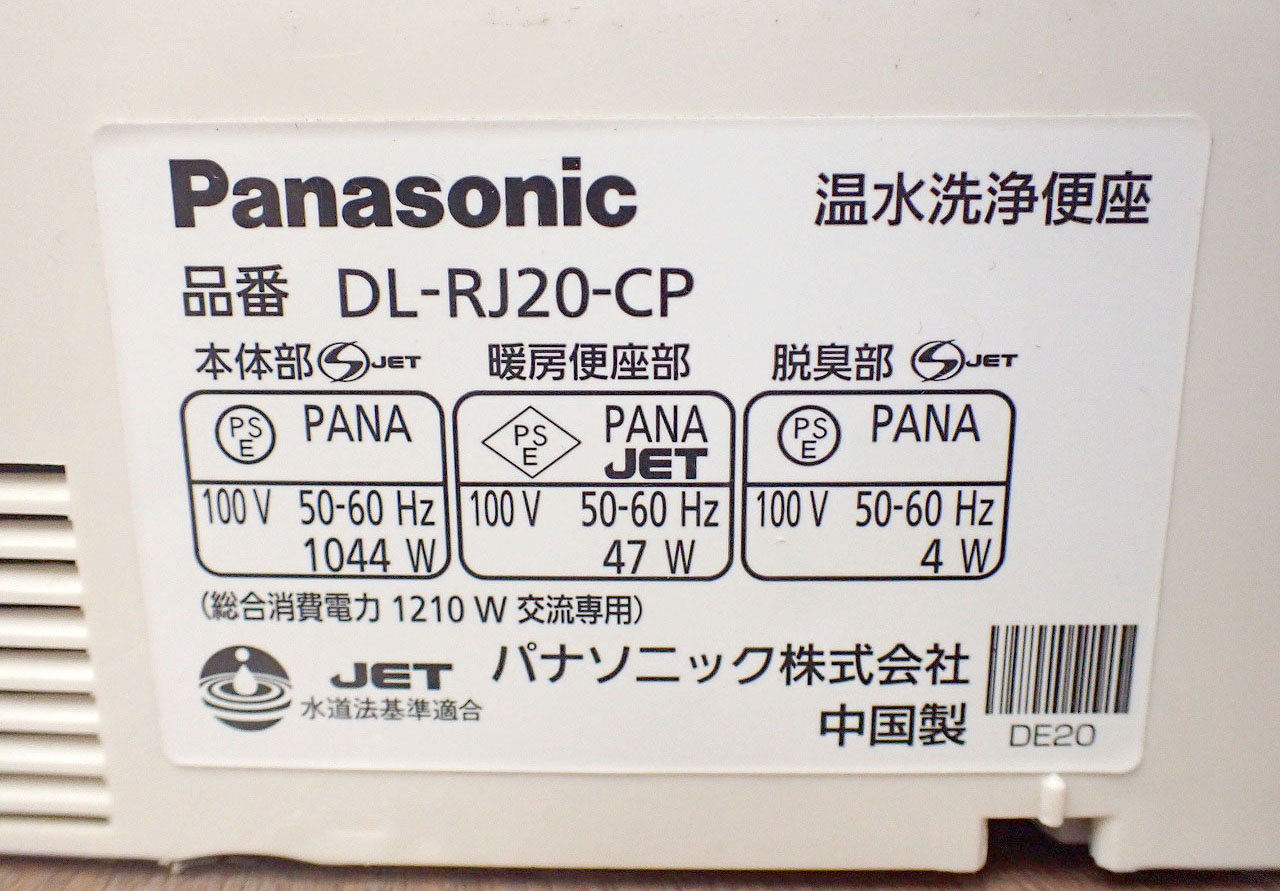 Panasonic 温水洗浄便座
品番 DL-RJ20-CP
本体部 S JET 暖房便座部 脱臭部 S JET
PSE PANA PSE PANA JET PSE PANA
100 V 50-60 Hz 100 V 50-60 Hz 100 V 50-60 Hz
1044 W 47 W 4 W
（総合消費電力 1210 W 交流専用）
JET パナソニック株式会社
水道法基準適合 中国製 DE20